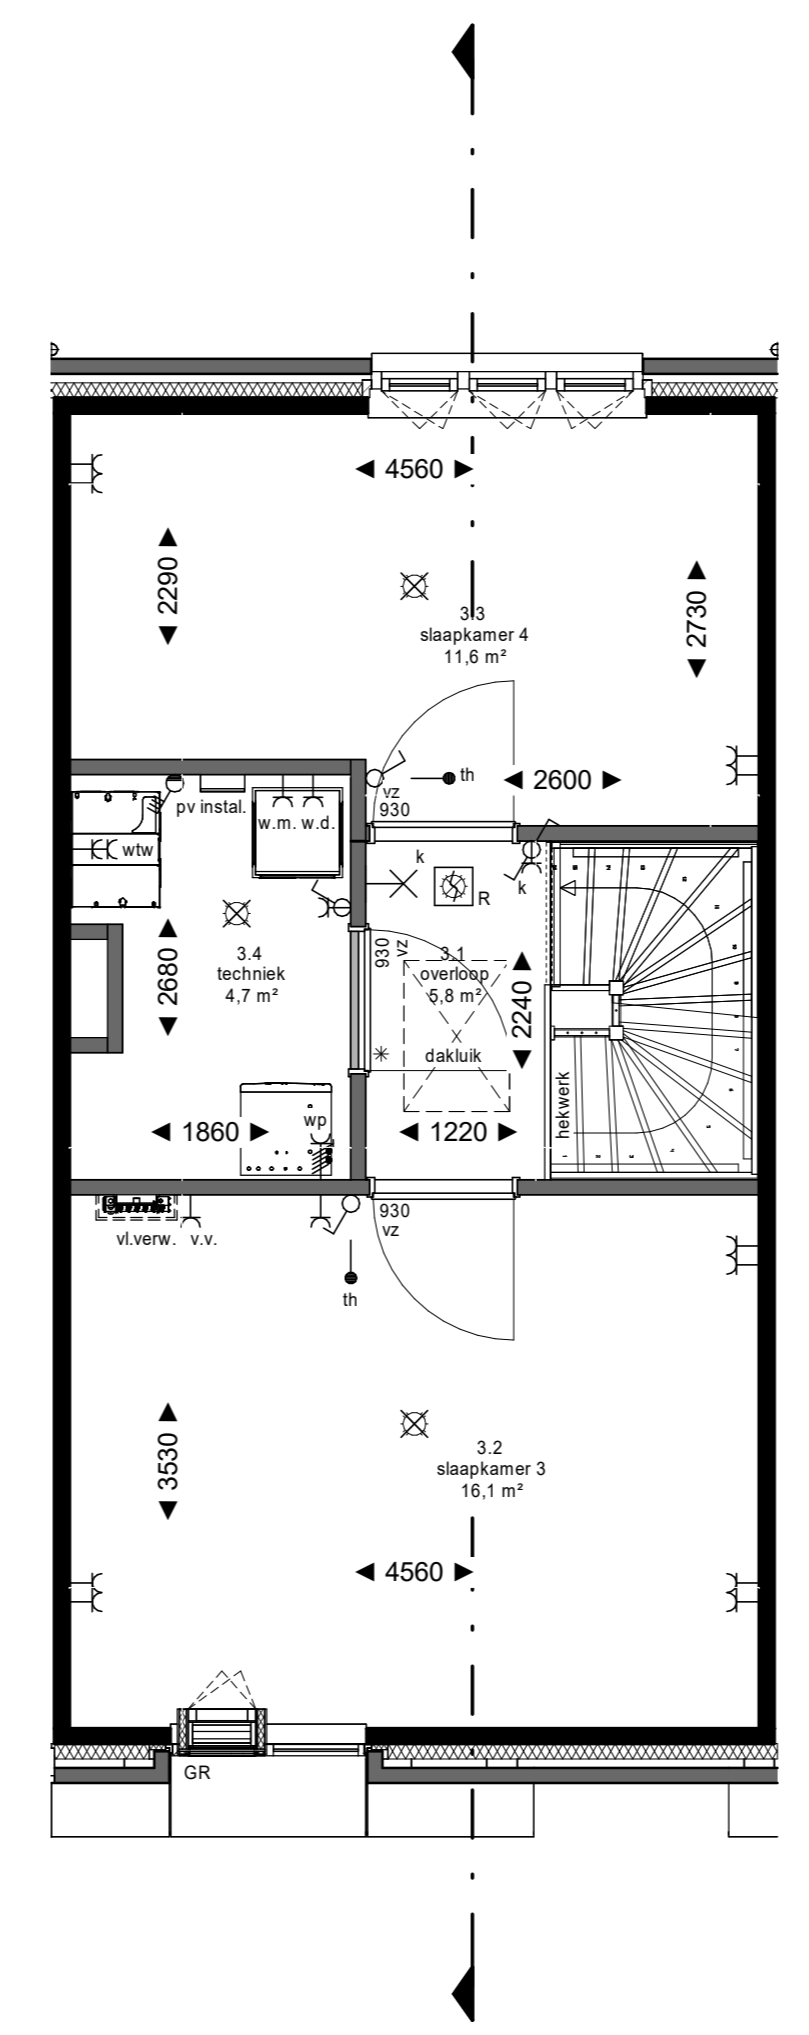 4560
2290
2730
3.3
slaapkamer 4
11,6 m²
th
2600
vz
930
pv instal.
w.m. w.d.
wtw
k
k
R
930
vz
3.4
techniek
4,7 m²
2680
3.1
overloop
5,8 m²
2240
dakluik
hekwerk
wp
1860
1220
930
vz
vl.verw. v.v.
th
3530
3.2
slaapkamer 3
16,1 m²
4560
GR